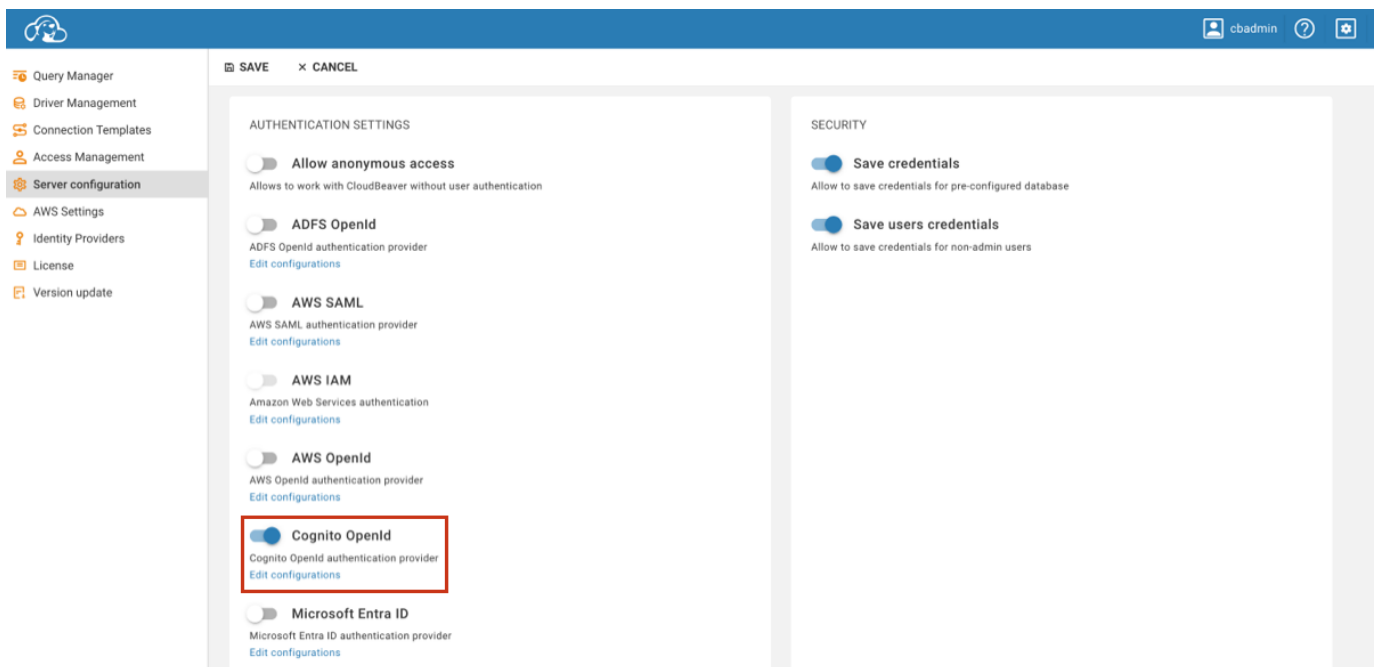 cbadmin
Query Manager
Driver Management
Connection Templates
Access Management
Server configuration
AWS Settings
Identity Providers
License
Version update
SAVE
CANCEL
AUTHENTICATION SETTINGS
Allow anonymous access
Allows to work with CloudBeaver without user authentication
ADFS OpenId
ADFS OpenId authentication provider
Edit configurations
AWS SAML
AWS SAML authentication provider
Edit configurations
AWS IAM
Amazon Web Services authentication
Edit configurations
AWS OpenId
AWS OpenId authentication provider
Edit configurations
Cognito OpenId
Cognito OpenId authentication provider
Edit configurations
Microsoft Entra ID
Microsoft Entra ID authentication provider
Edit configurations
SECURITY
Save credentials
Allow to save credentials for pre-configured database
Save users credentials
Allow to save credentials for non-admin users